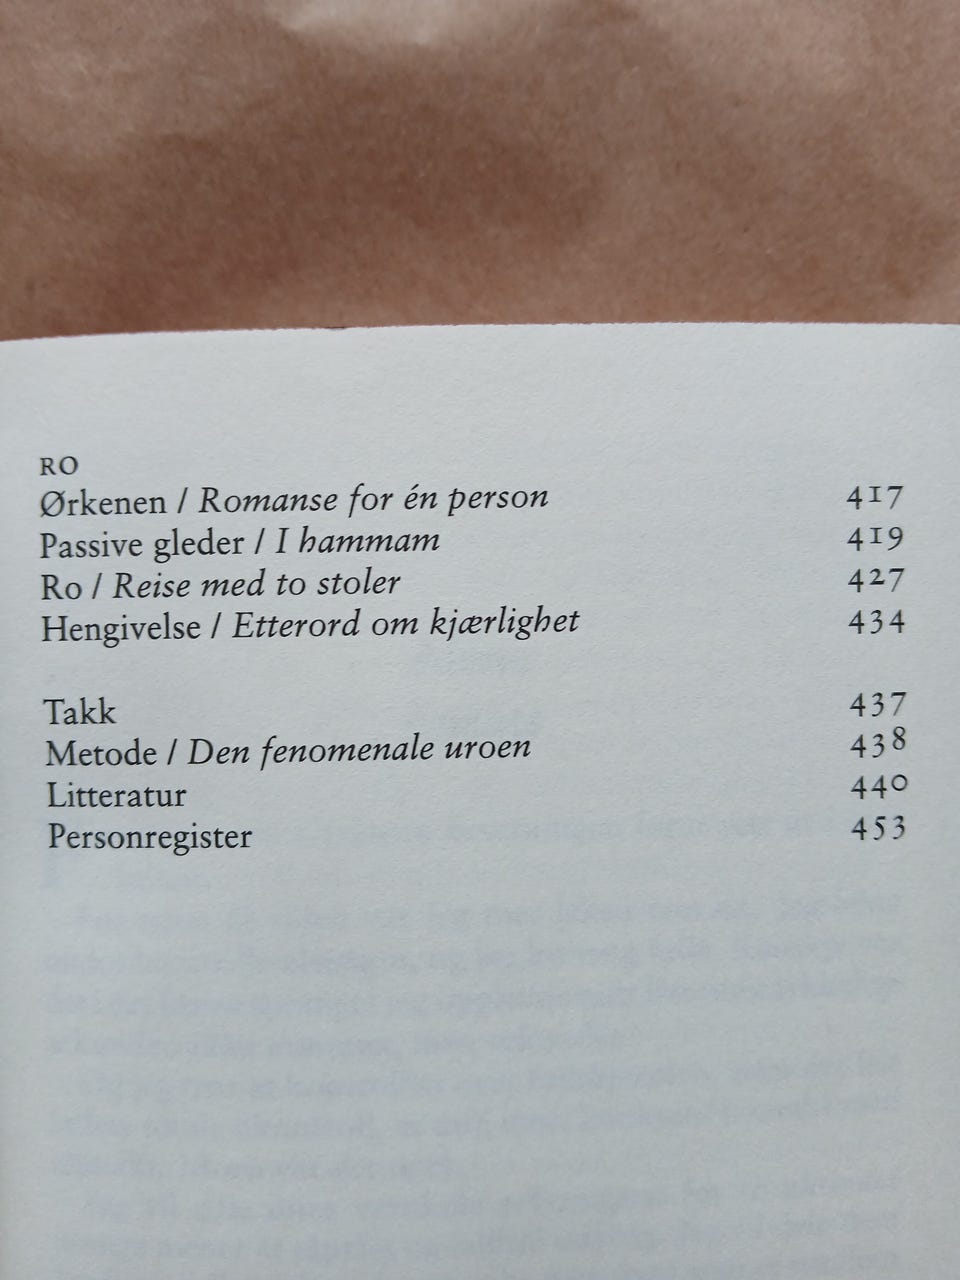 RO
Ørkenen / Romanse for én person 417
Passive gleder / I hammam 419
Ro / Reise med to stoler 427
Hengivelse / Etterord om kjærlighet 434
Takk 437
Metode / Den fenomenale uroen 438
Litteratur 440
Personregister 453